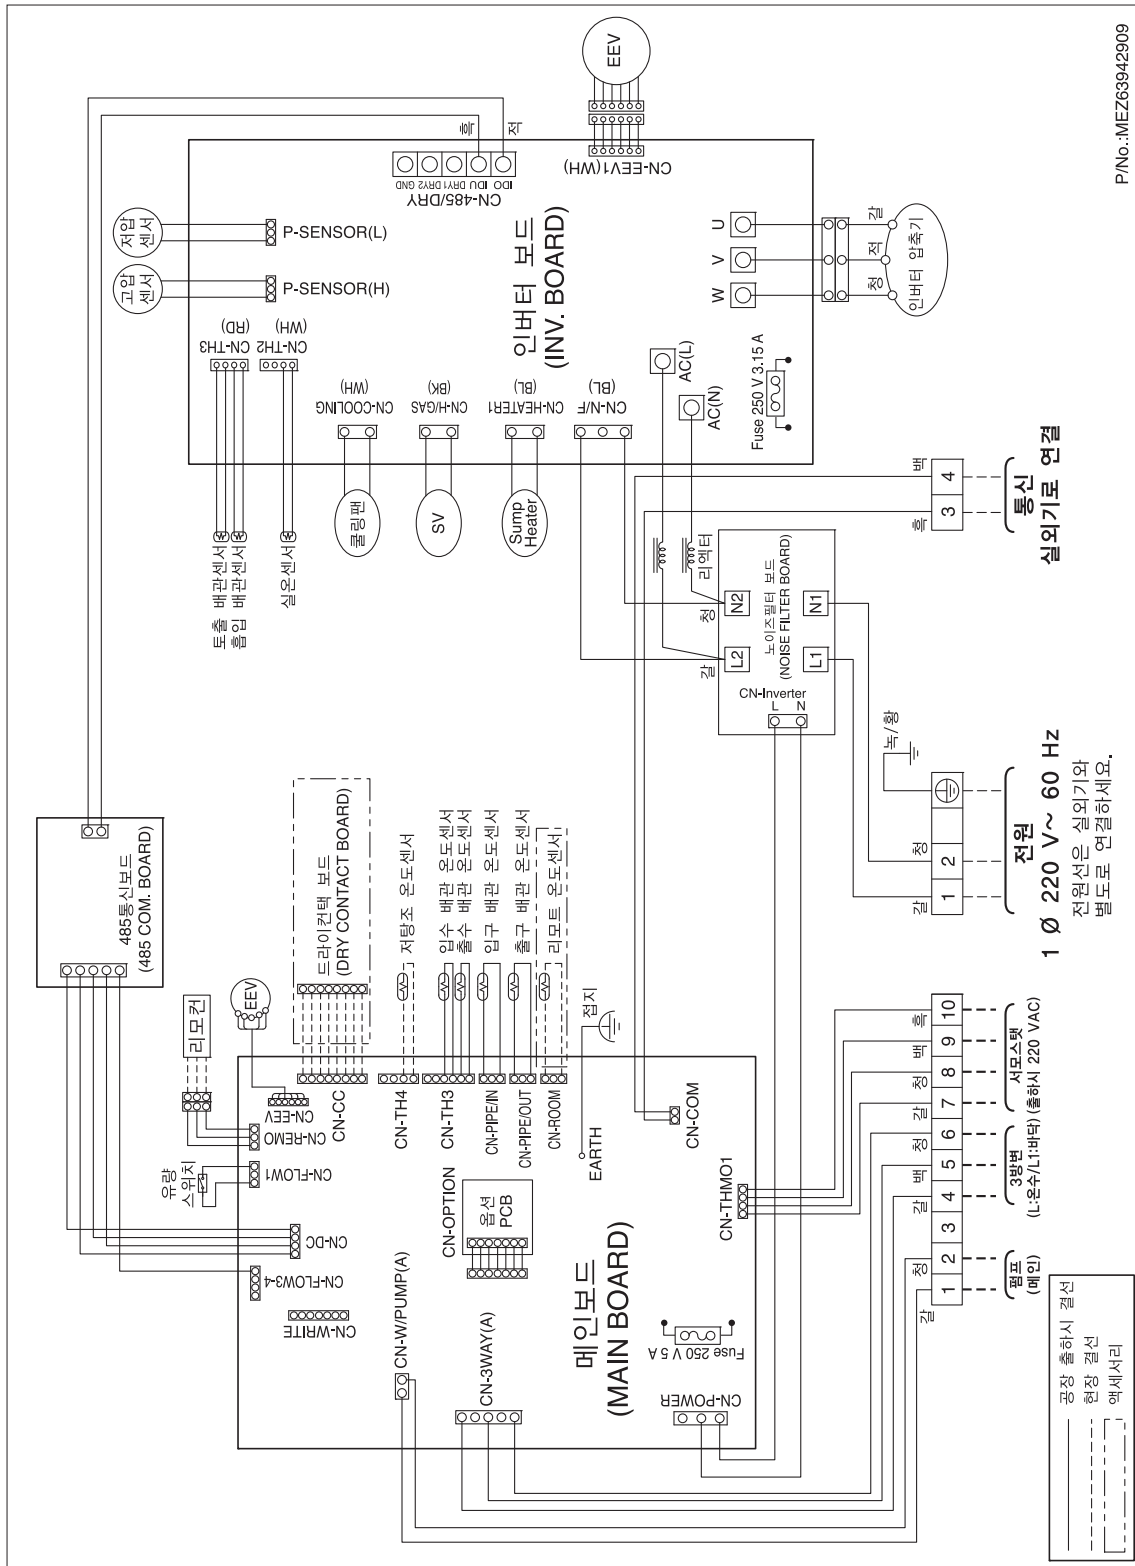 P/No.:MEZ63942909
EEV
흑
적
CN-EEV1(WH)
GND
DRY2
DRY1
IDU
IDO
CN-485/DRY
저압
센서
P-SENSOR(L)
고압
센서
P-SENSOR(H)
인버터 보드
(INV. BOARD)
U
V
W
갈
적
청
인버터 압축기
CN-TH3
(RD)
CN-TH2
(WH)
CN-COOLING
(WH)
CN-H/GAS
(BK)
CN-HEATER1
(BL)
CN-N/F
(BL)
AC(L)
AC(N)
Fuse 250 V 3.15 A
토출 배관센서
흡입 배관센서
실온센서
쿨링팬
SV
Sump
Heater
리엑터
백
흑
3
4
통신
실외기로 연결
청
갈
N2
L2
노이즈필터 보드
(NOISE FILTER BOARD)
N1
L1
CN-Inverter
L
N
녹/황
갈
청
1
2
전원
1 Ø 220 V~ 60 Hz
전원선은 실외기와
별도로 연결하세요.
485통신보드
(485 COM. BOARD)
드라이컨택 보드
(DRY CONTACT BOARD)
저탕조 온도센서
입수 배관 온도센서
출수 배관 온도센서
입구 배관 온도센서
출구 배관 온도센서
리모트 온도센서
접지
EEV
리모컨
유량
스위치
CN-EEV
CN-REMO
CN-FLOW1
CN-DC
CN-FLOW3-4
CN-WRITE
CN-CC
CN-TH4
CN-TH3
CN-PIPE/IN
CN-PIPE/OUT
CN-ROOM
EARTH
CN-COM
CN-OPTION
옵션
PCB
CN-THMO1
CN-W/PUMP(A)
CN-3WAY(A)
메인보드
(MAIN BOARD)
Fuse 250 V 5 A
CN-POWER
갈
청
갈
백
청
갈
청
백
흑
1
2
3
4
5
6
7
8
9
10
펌프
(메인)
3방변
(L:온수/L1:바닥)
서모스탯
(출하시 220 VAC)
공장 출하시 결선
현장 결선
액세서리